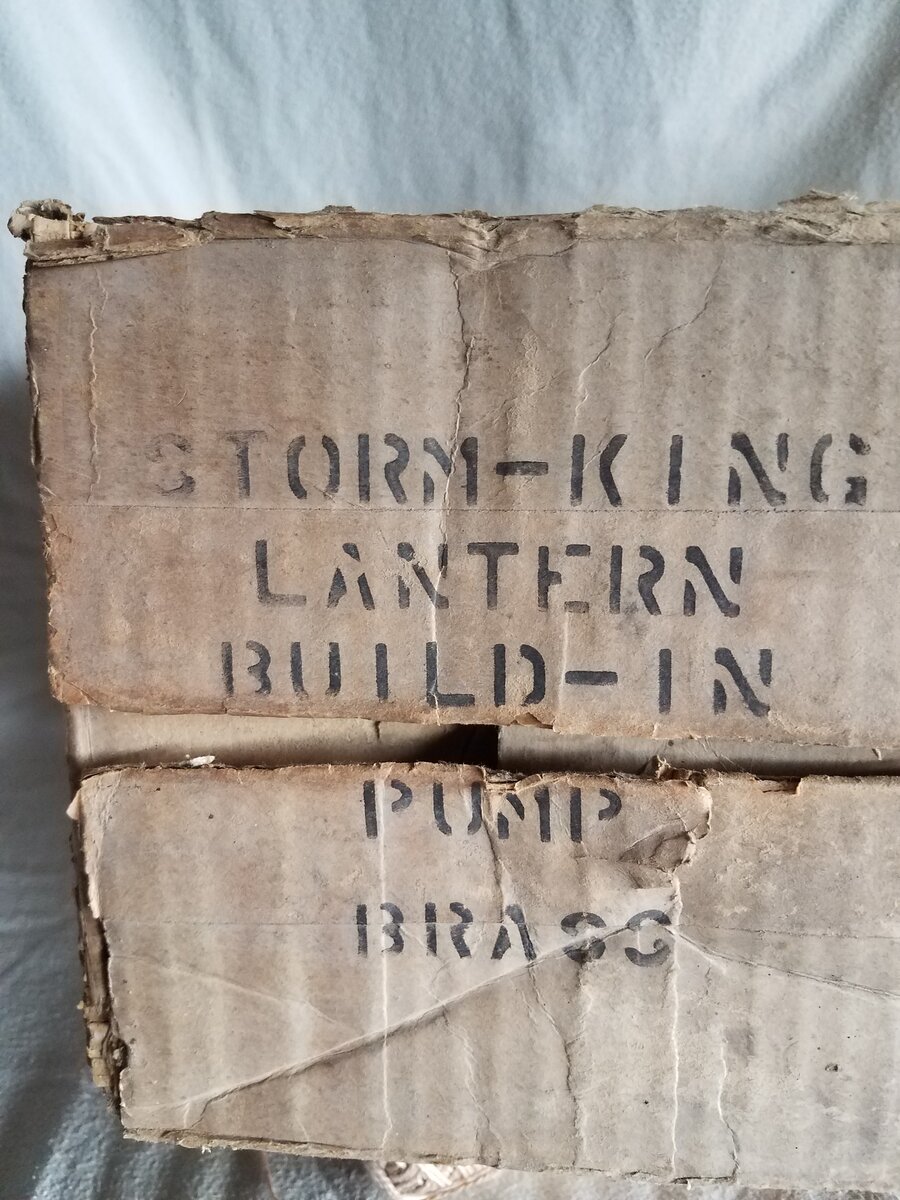 STORM-KING
LANTERN
BUILD-IN
PUMP
BRASS